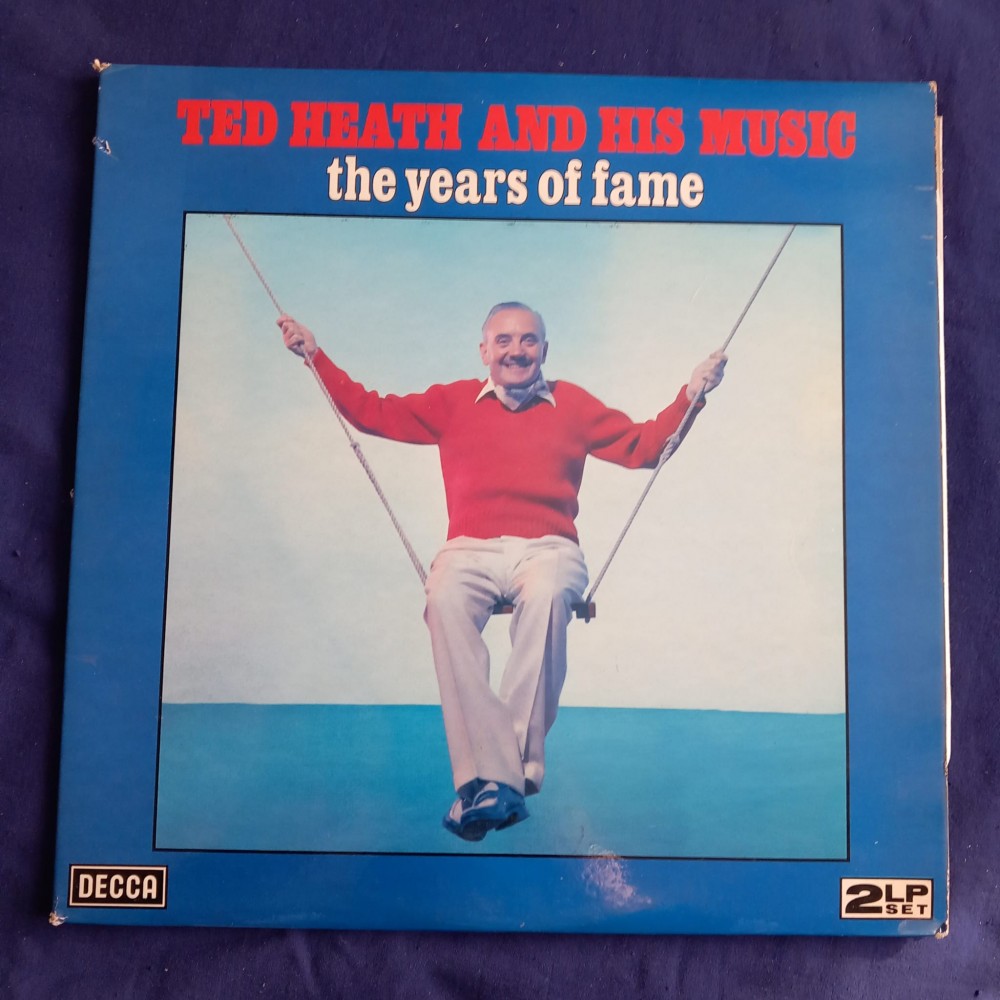 TED HEATH AND HIS MUSIC
the years of fame
DECCA
2LP
SET